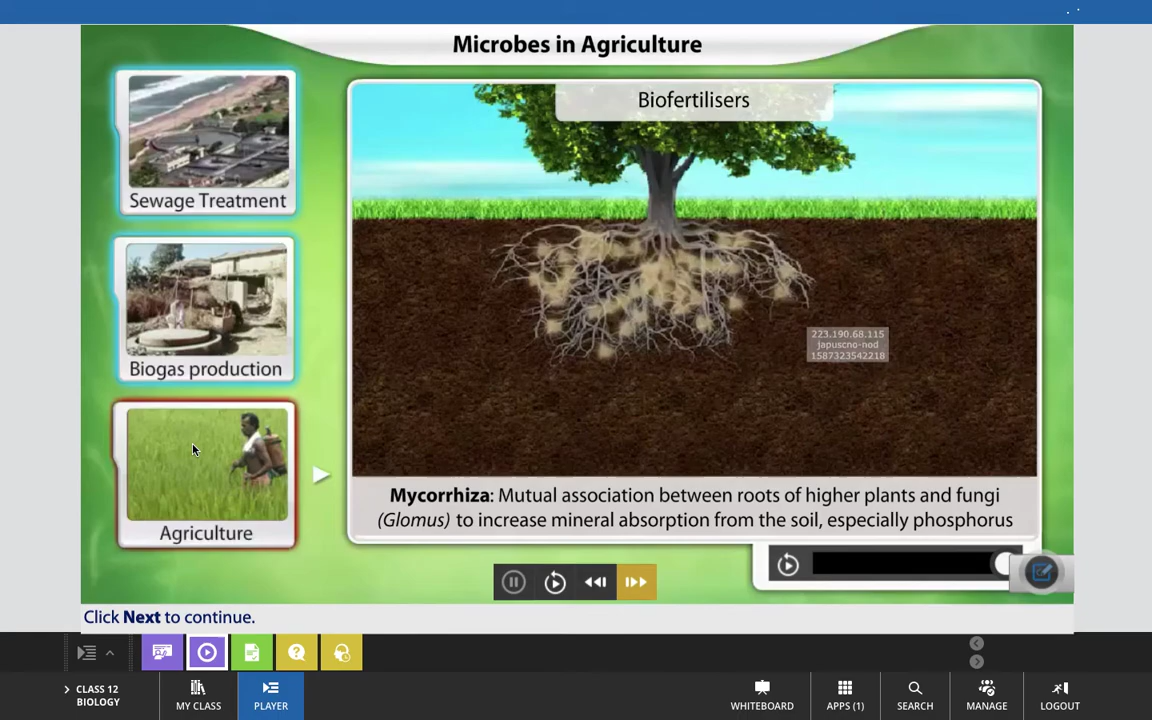 Microbes in Agriculture
Biofertilisers
Sewage Treatment
Biogas production
Agriculture
223.190.68.115
japuscno-nod
1587323542218
Mycorrhiza: Mutual association between roots of higher plants and fungi
(Glomus) to increase mineral absorption from the soil, especially phosphorus
Click Next to continue.
CLASS 12
BIOLOGY
MY CLASS
PLAYER
WHITEBOARD
APPS (1)
SEARCH
MANAGE
LOGOUT